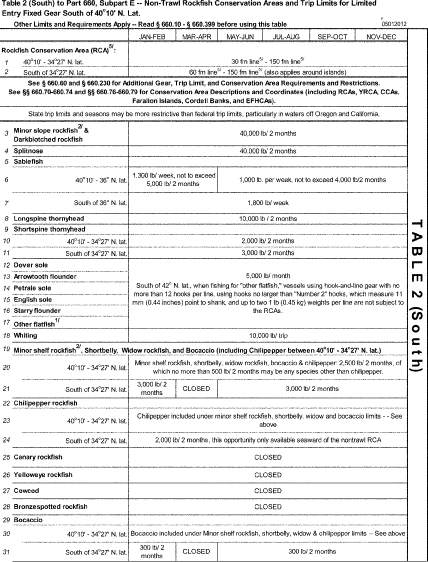 Table 2 (South) to Part 660, Subpart E -- Non-Trawl Rockfish Conservation Areas and Trip Limits for Limited
Entry Fixed Gear South of 40°10' N. Lat.
Other Limits and Requirements Apply -- Read § 660.10 - § 660.399 before using this table
05012012
JAN-FEB MAR-APR MAY-JUN JUL-AUG SEP-OCT NOV-DEC
Rockfish Conservation Area (RCA)5/:
1 40°10' - 34°27' N. lat. 30 fm line5/ - 150 fm line5/
2 South of 34°27' N. lat. 60 fm line5/ - 150 fm line5/ (also applies around islands)
See § 660.60 and § 660.230 for Additional Gear, Trip Limit, and Conservation Area Requirements and Restrictions.
See §§ 660.70-660.74 and §§ 660.76-660.79 for Conservation Area Descriptions and Coordinates (including RCAs, YRCA, CCAs,
Farallon Islands, Cordell Banks, and EFHCAs).
State trip limits and seasons may be more restrictive than federal trip limits, particularly in waters off Oregon and California.
3 Minor slope rockfish2/ &
Darkblotched rockfish 40,000 lb/ 2 months
4 Splitnose 40,000 lb/ 2 months
5 Sablefish
6 40°10' - 36° N. lat. 1,300 lb/ week, not to exceed
5,000 lb/ 2 months 1,000 lb. per week, not to exceed 4,000 lb/2 months
7 South of 36° N. lat. 1,800 lb/ week
8 Longspine thornyhead 10,000 lb / 2 months
9 Shortspine thornyhead
10 40°10' - 34°27' N. lat. 2,000 lb/ 2 months
11 South of 34°27' N. lat. 3,000 lb/ 2 months
12 Dover sole
13 Arrowtooth flounder
14 Petrale sole
15 English sole
16 Starry flounder
17 Other flatfish1/
5,000 lb/ month
South of 42° N. lat., when fishing for "other flatfish," vessels using hook-and-line gear with no
more than 12 hooks per line, using hooks no larger than "Number 2" hooks, which measure 11
mm (0.44 inches) point to shank, and up to two 1 lb (0.45 kg) weights per line are not subject to
the RCAs.
18 Whiting 10,000 lb/ trip
19 Minor shelf rockfish2/, Shortbelly, Widow rockfish, and Bocaccio (including Chilipepper between 40°10' - 34°27' N. lat.)
20 40°10' - 34°27' N. lat. Minor shelf rockfish, shortbelly, widow rockfish, bocaccio & chilipepper: 2,500 lb/ 2 months, of
which no more than 500 lb/ 2 months may be any species other than chilipepper.
21 South of 34°27' N. lat. 3,000 lb/ 2
months CLOSED 3,000 lb/ 2 months
22 Chilipepper rockfish
23 40°10' - 34°27' N. lat. Chilipepper included under minor shelf rockfish, shortbelly, widow and bocaccio limits - - See
above
24 South of 34°27' N. lat. 2,000 lb/ 2 months, this opportunity only available seaward of the nontrawl RCA
25 Canary rockfish CLOSED
26 Yelloweye rockfish CLOSED
27 Cowcod CLOSED
28 Bronzespotted rockfish CLOSED
29 Bocaccio
30 40°10' - 34°27' N. lat. Bocaccio included under Minor shelf rockfish, shortbelly, widow & chilipepper limits -- See above
31 South of 34°27' N. lat. 300 lb/ 2
months CLOSED 300 lb/ 2 months
TABLE 2 (South)